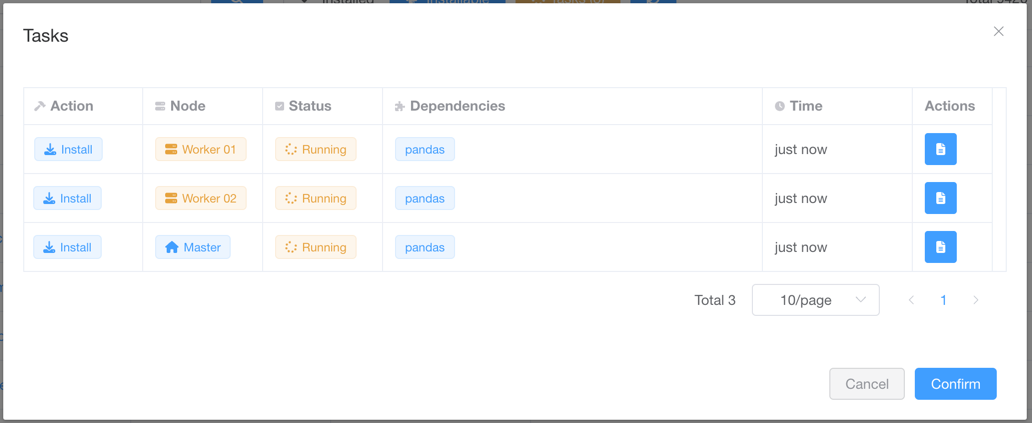 Tasks
Action Node Status Dependencies Time Actions
Install Worker 01 Running pandas just now
Install Worker 02 Running pandas just now
Install Master Running pandas just now
Total 3 10/page 1
Cancel Confirm